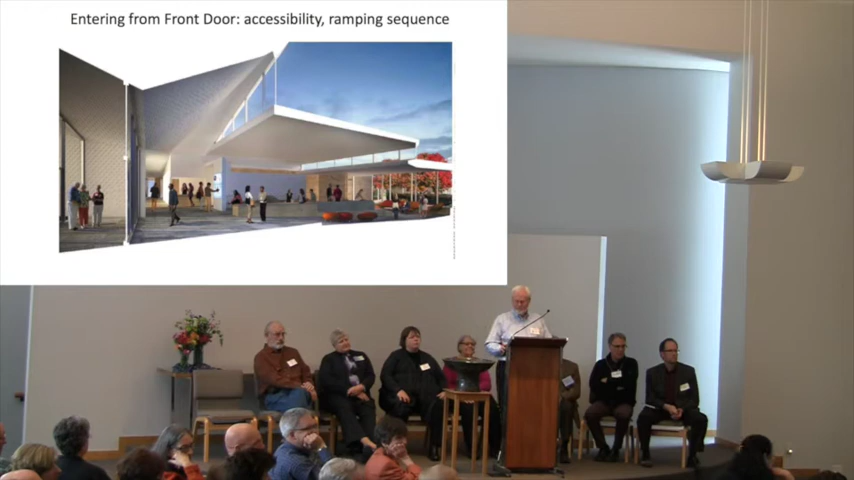 Entering from Front Door: accessibility, ramping sequence